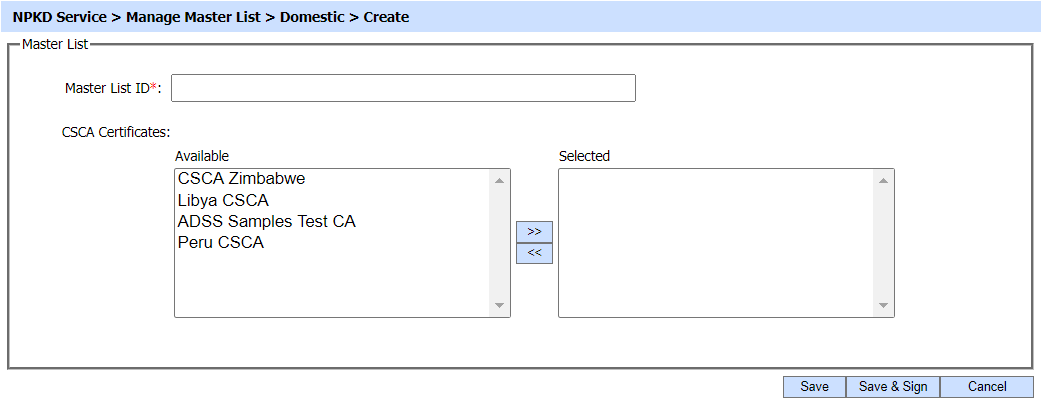 NPKD Service > Manage Master List > Domestic > Create
Master List
Master List ID*:
CSCA Certificates:
Available
Selected
CSCA Zimbabwe
Libya CSCA
ADSS Samples Test CA
Peru CSCA
>>
<<
Save
Save & Sign
Cancel